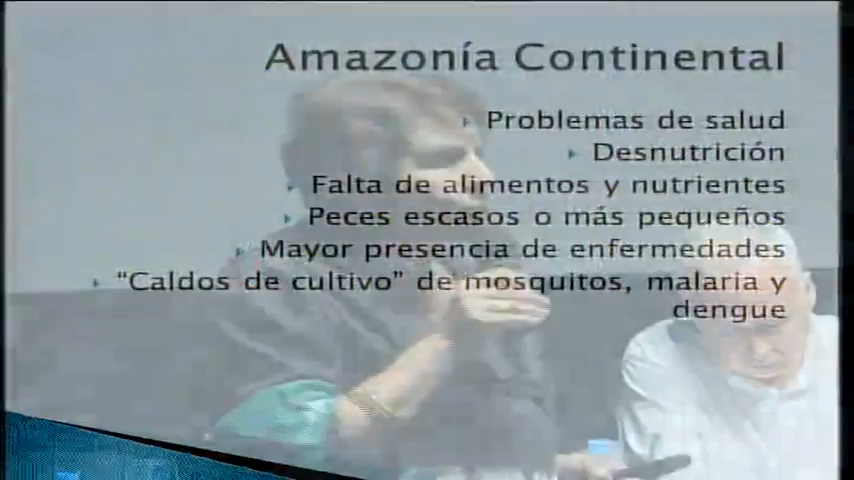 Amazonía Continental
Problemas de salud
Desnutrición
Falta de alimentos y nutrientes
Peces escasos o más pequeños
Mayor presencia de enfermedades
“Caldos de cultivo” de mosquitos, malaria y
dengue